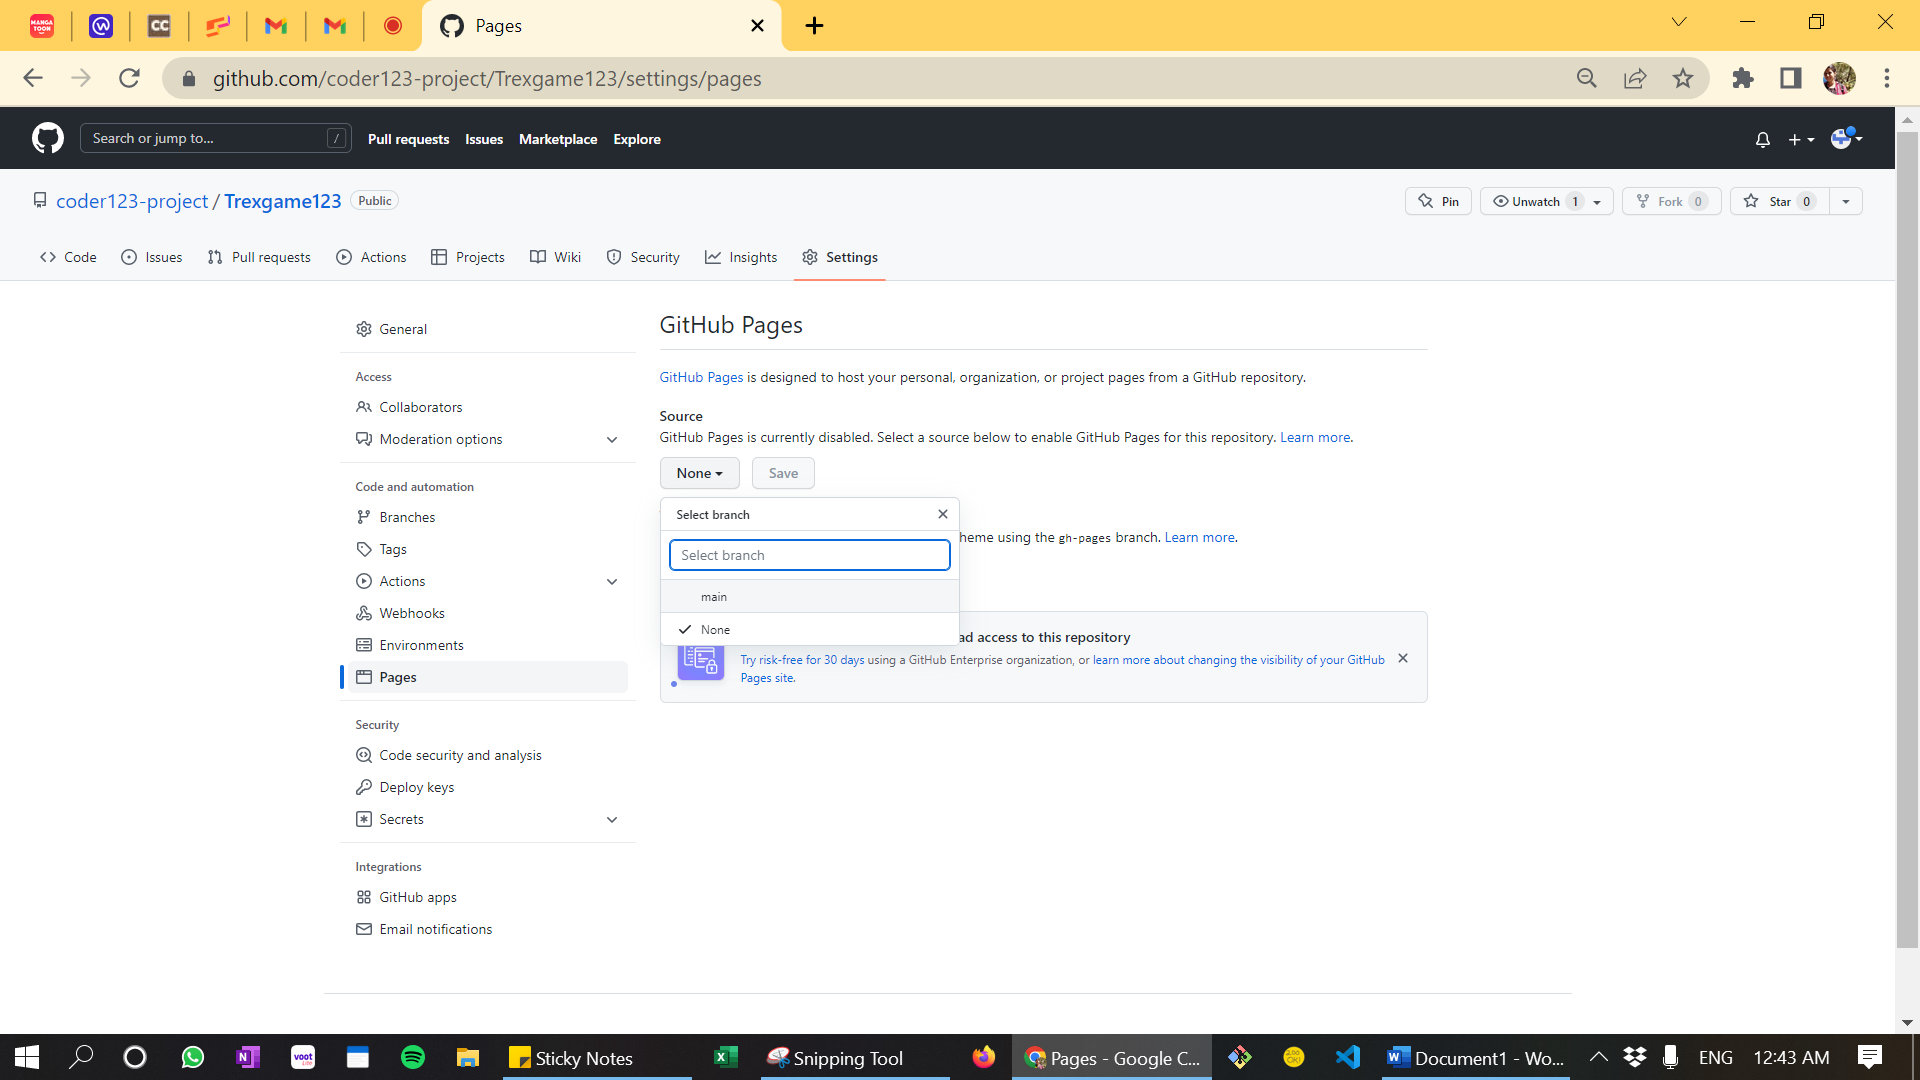 MANGA
TOON
CC
Pages
github.com/coder123-project/Trexgame123/settings/pages
Search or jump to...
/
Pull requests
Issues
Marketplace
Explore
coder123-project / Trexgame123
Public
Pin
Unwatch 1
Fork 0
Star 0
Code
Issues
Pull requests
Actions
Projects
Wiki
Security
Insights
Settings
General
Access
Collaborators
Moderation options
Code and automation
Branches
Tags
Actions
Webhooks
Environments
Pages
Security
Code security and analysis
Deploy keys
Secrets
Integrations
GitHub apps
Email notifications
GitHub Pages
GitHub Pages is designed to host your personal, organization, or project pages from a GitHub repository.
Source
GitHub Pages is currently disabled. Select a source below to enable GitHub Pages for this repository. Learn more.
None
Save
Select branch
Select branch
main
None
heme using the gh-pages branch. Learn more.
ad access to this repository
Try risk-free for 30 days using a GitHub Enterprise organization, or learn more about changing the visibility of your GitHub
Pages site.
voot
Sticky Notes
Snipping Tool
Pages - Google C...
Document1 - Wo...
ENG
12:43 AM